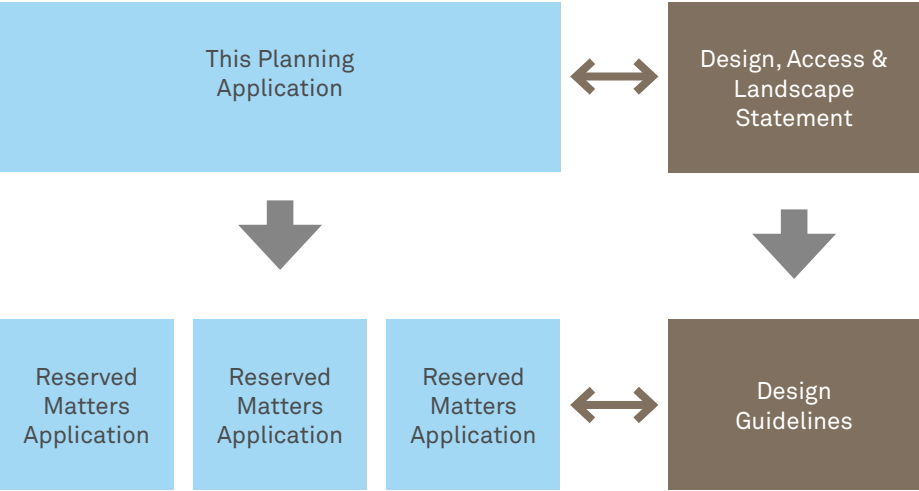 This Planning
Application
Design, Access &
Landscape
Statement
Reserved
Matters
Application
Reserved
Matters
Application
Reserved
Matters
Application
Design
Guidelines